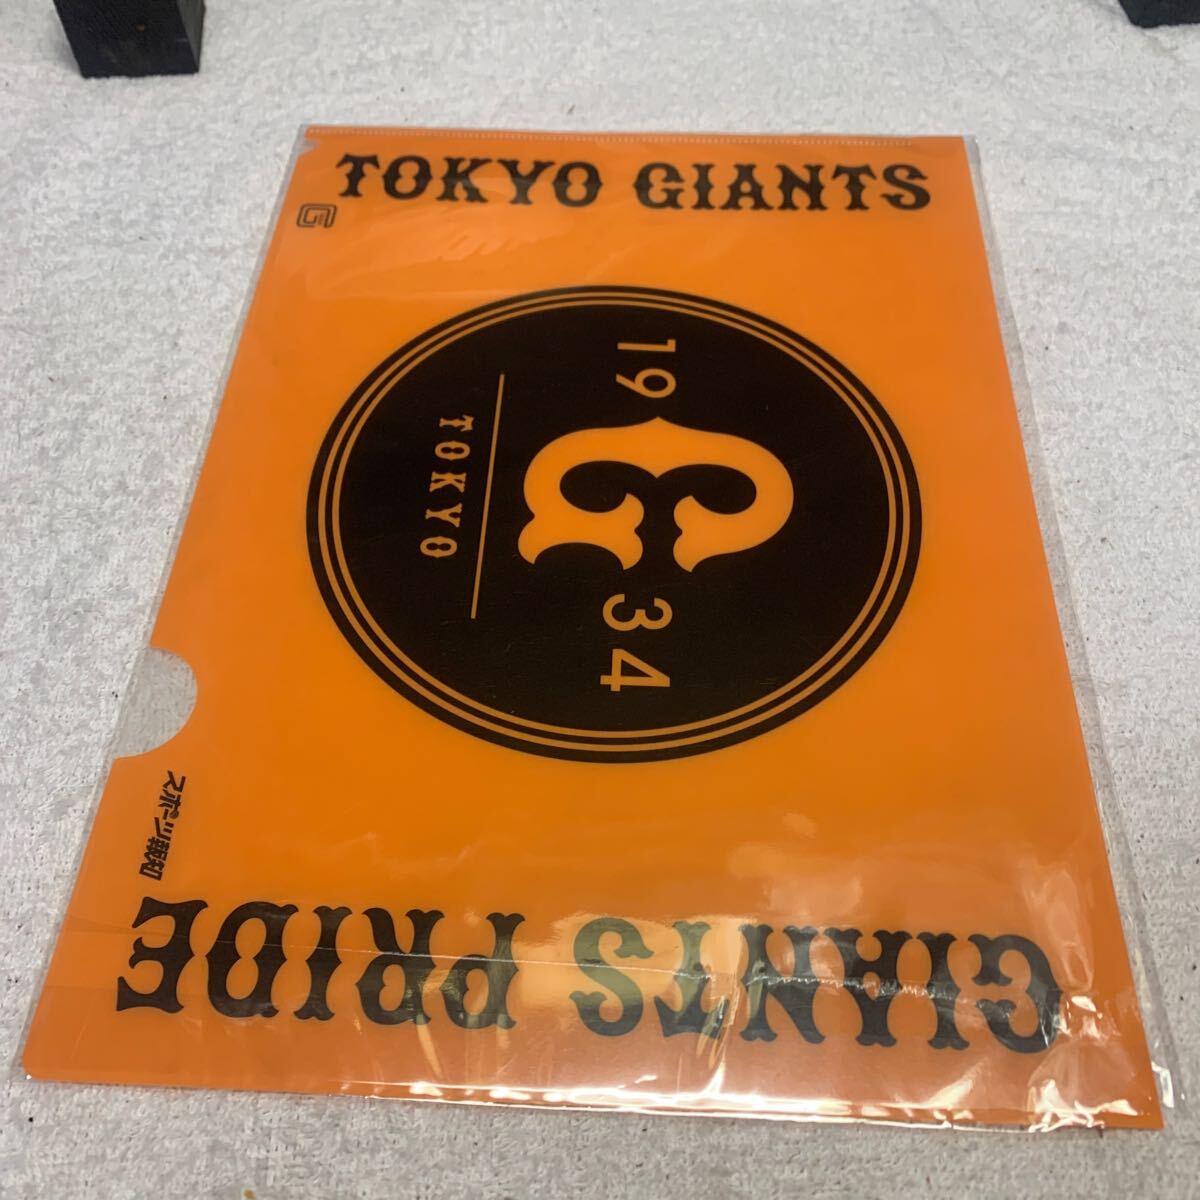 TOKYO GIANTS
G
19 G 34
TOKYO
スポーツ報知
GIANTS PRIDE